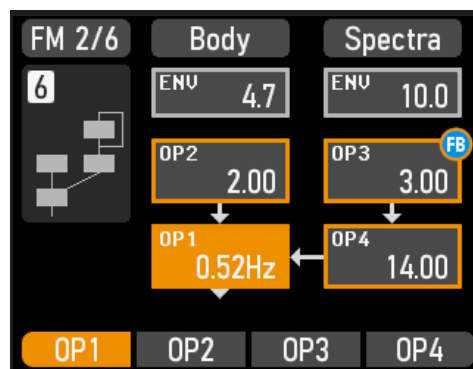 FM 2/6
Body
Spectra
6
ENV
4.7
ENV
10.0
OP2
2.00
OP3
FB
3.00
OP1
0.52Hz
OP4
14.00
OP1
OP2
OP3
OP4